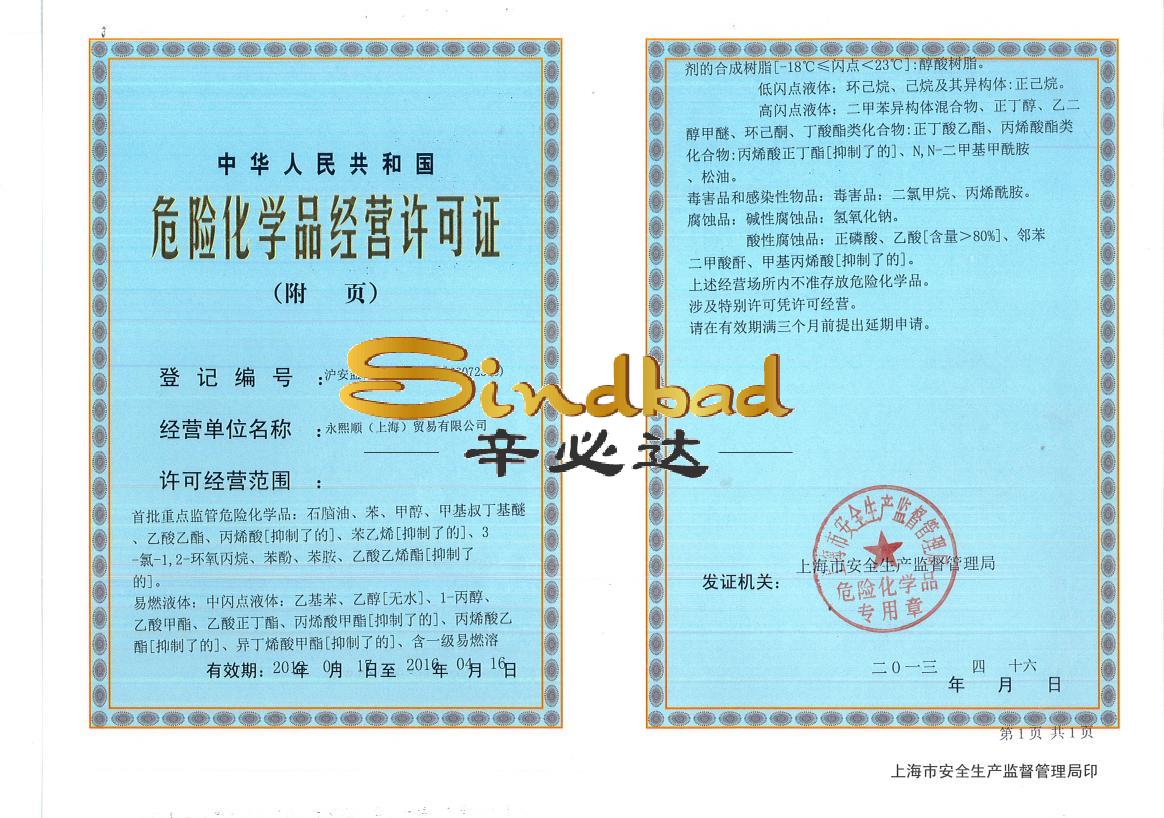 中华人民共和国
危险化学品经营许可证
（附 页）
登 记 编 号 ：沪安监
经营单位名称 ：永熙顺（上海）贸易有限公司
许可经营范围 ：
首批重点监管危险化学品：石脑油、苯、甲醇、甲基叔丁基醚
、乙酸乙酯、丙烯酸[抑制了的]、苯乙烯[抑制了的]、3
-氯-1,2-环氧丙烷、苯酚、苯胺、乙酸乙烯酯[抑制了
的]。
易燃液体：中闪点液体：乙基苯、乙醇[无水]、1-丙醇、
乙酸甲酯、乙酸正丁酯、丙烯酸甲酯[抑制了的]、丙烯酸乙
酯[抑制了的]、异丁烯酸甲酯[抑制了的]、含一级易燃溶
有效期：年 月 17 日至 2016 年 04 月 16 日
剂的合成树脂[-18℃≤闪点＜23℃]:醇酸树脂。
低闪点液体：环己烷、己烷及其异构体:正己烷。
高闪点液体：二甲苯异构体混合物、正丁醇、乙二
醇甲醚、环己酮、丁酸酯类化合物:正丁酸乙酯、丙烯酸酯类
化合物:丙烯酸正丁酯[抑制了的]、N,N-二甲基甲酰胺
、松油。
毒害品和感染性物品：毒害品：二氯甲烷、丙烯酰胺。
腐蚀品：碱性腐蚀品：氢氧化钠。
酸性腐蚀品：正磷酸、乙酸[含量＞80%]、邻苯
二甲酸酐、甲基丙烯酸[抑制了的]。
上述经营场所内不准存放危险化学品。
涉及特别许可凭许可经营。
请在有效期满三个月前提出延期申请。
Sindbad
辛必达
发证机关：上海市安全生产监督管理局
上海市安全生产监督管理局
危险化学品
专用章
二〇一三 年 四 月 十六 日
第1页 共1页
上海市安全生产监督管理局印